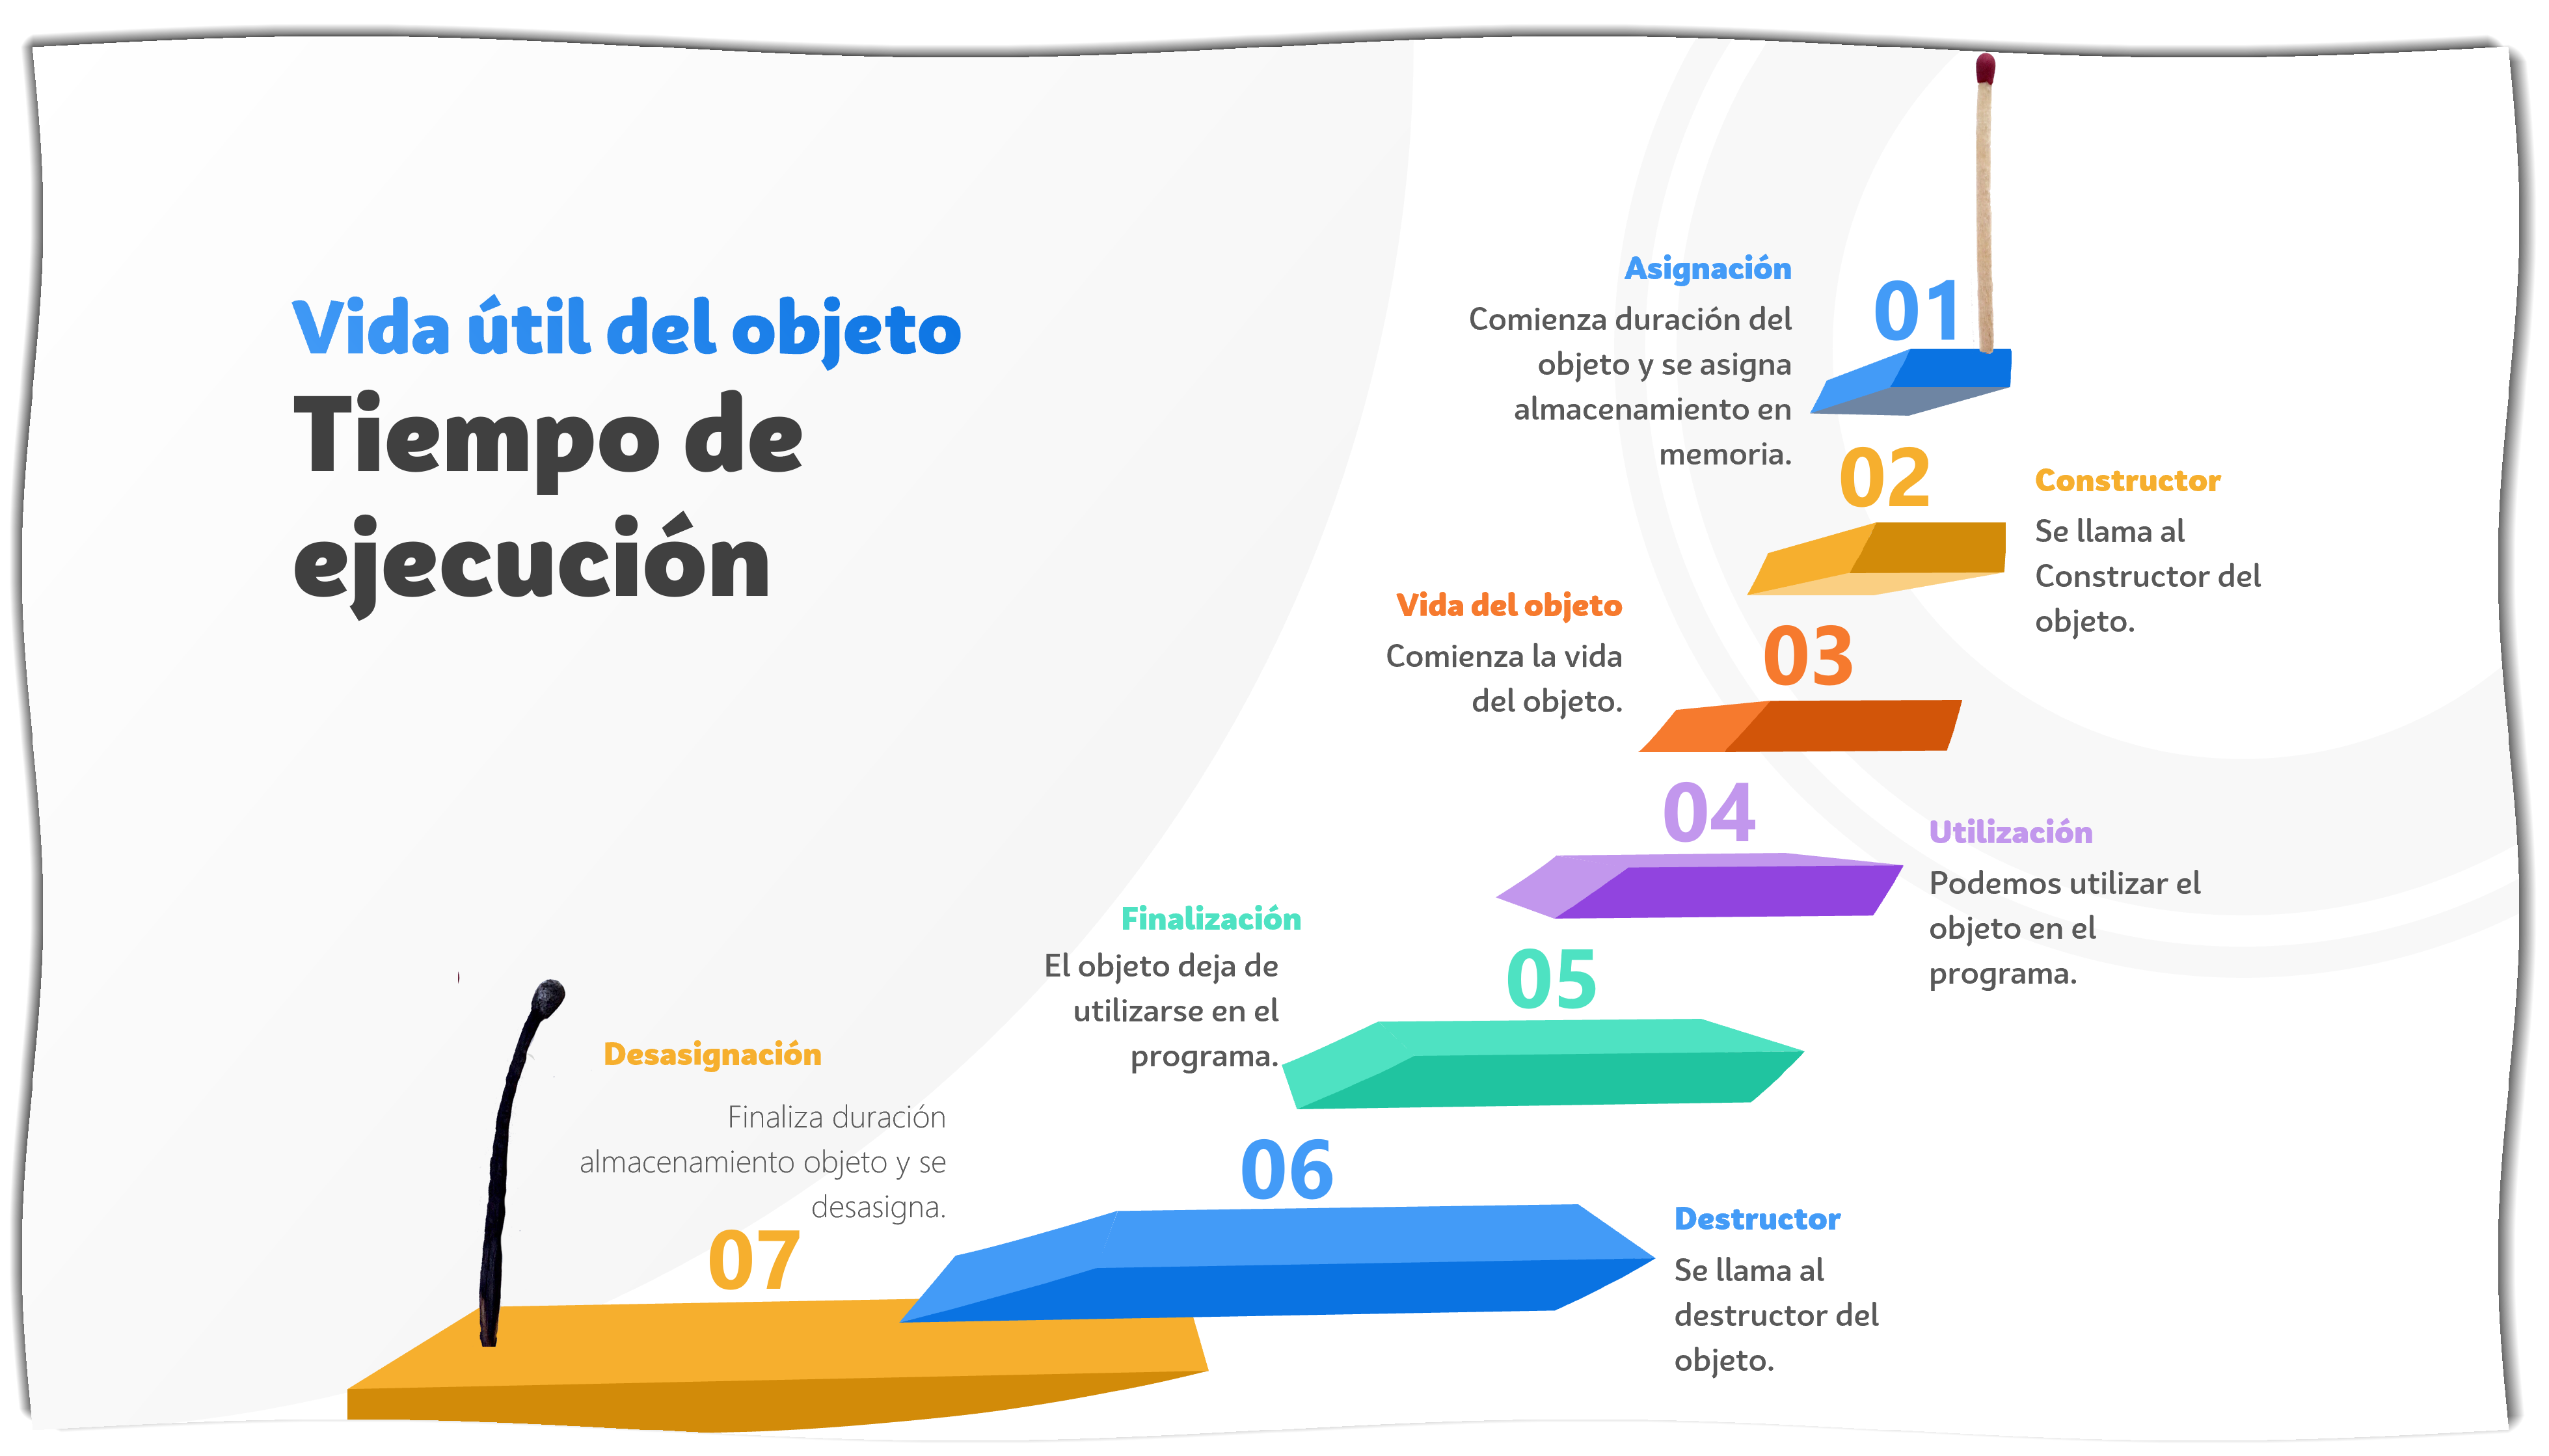 Vida útil del objeto
Tiempo de
ejecución
Asignación
Comienza duración del
objeto y se asigna
almacenamiento en
memoria.
01
02
Constructor
Se llama al
Constructor del
objeto.
Vida del objeto
Comienza la vida
del objeto.
03
04
Utilización
Podemos utilizar el
objeto en el
programa.
Finalización
El objeto deja de
utilizarse en el
programa.
05
06
Destructor
Se llama al
destructor del
objeto.
Desasignación
Finaliza duración
almacenamiento objeto y se
desasigna.
07